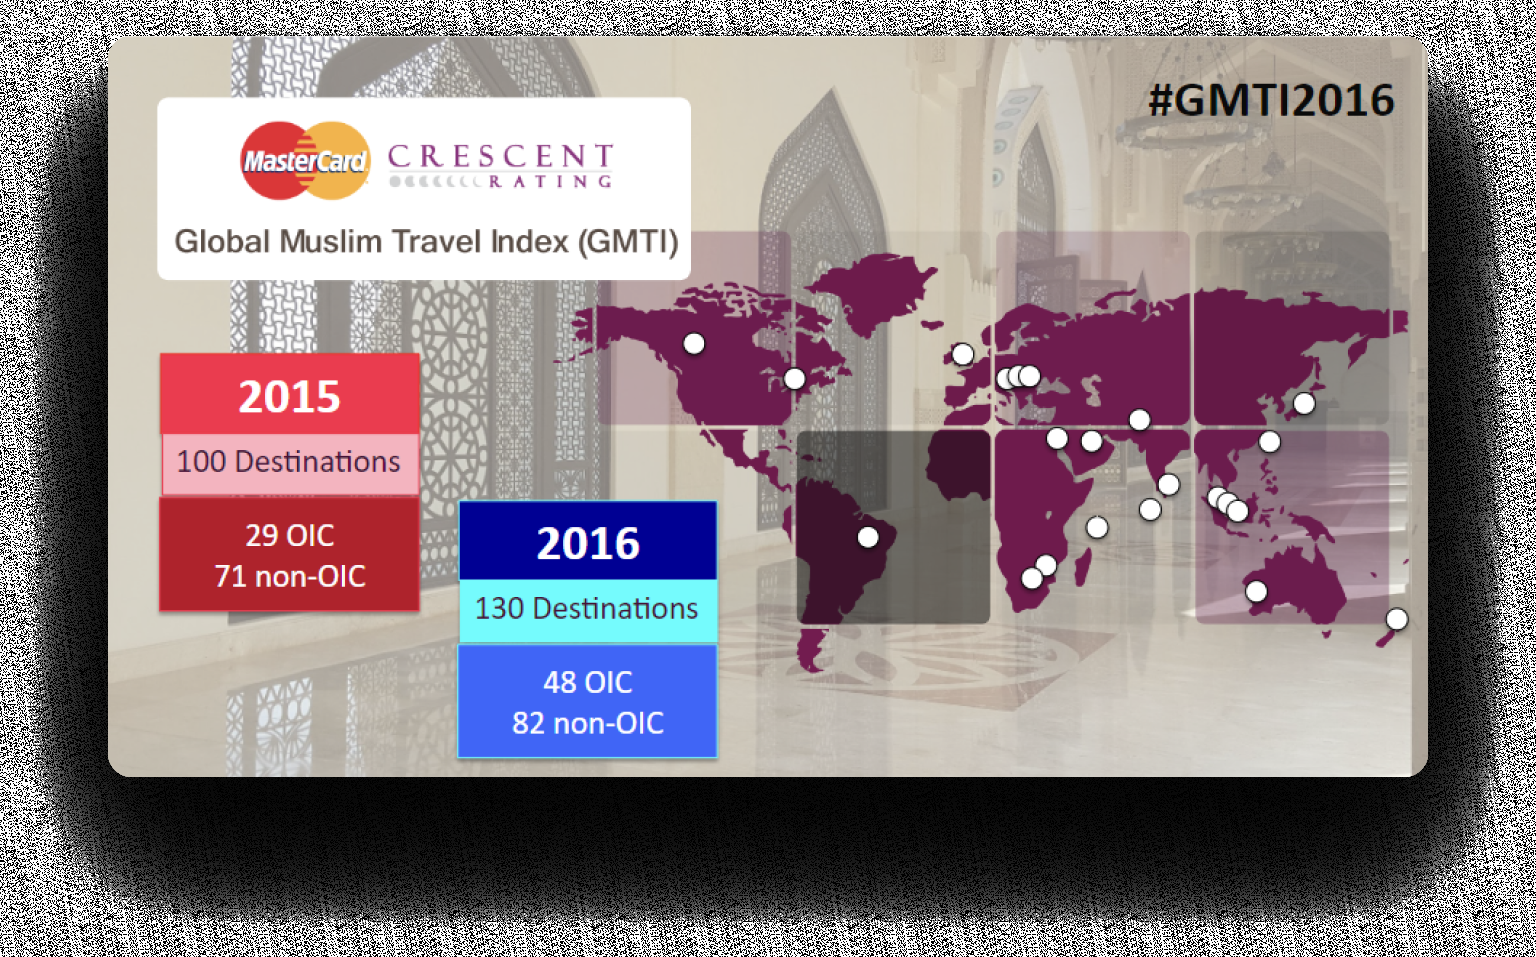 #GMTI2016
MasterCard
CRESCENT
RATING
Global Muslim Travel Index (GMTI)
2015
100 Destinations
29 OIC
71 non-OIC
2016
130 Destinations
48 OIC
82 non-OIC